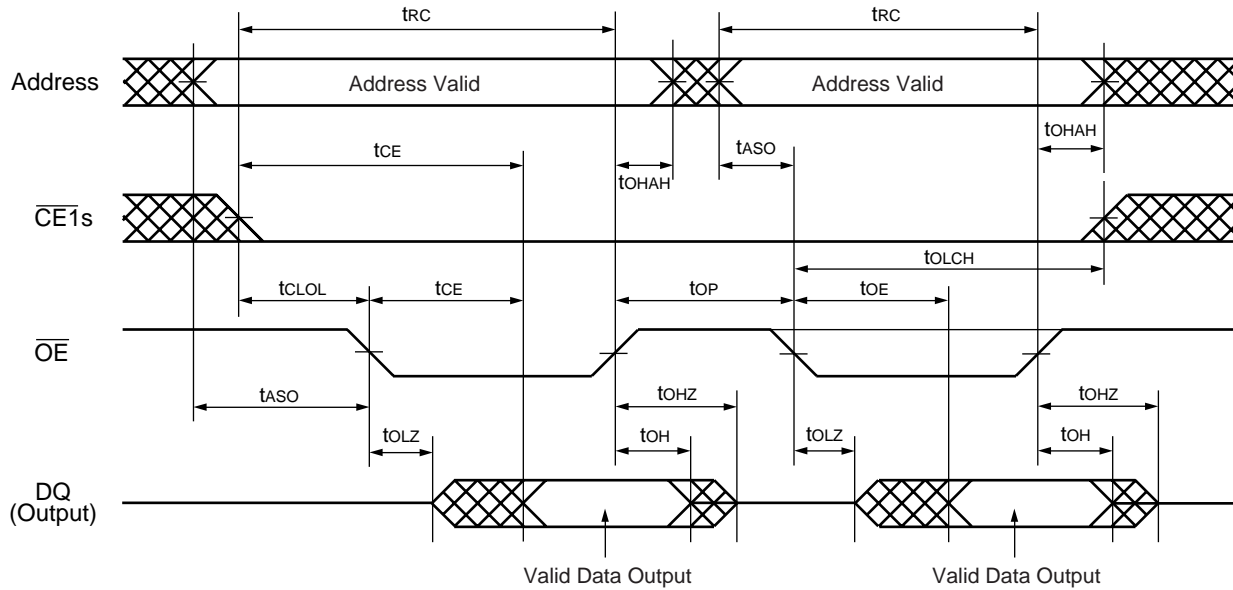 tRC tRC
Address Address Valid Address Valid
tOHAH
tCE tASO
tOHAH
CE1s
tOLCH
tCLOL tCE tOP tOE
OE
tASO tOHZ tOHZ
tOLZ tOH tOLZ tOH
DQ
(Output)
Valid Data Output Valid Data Output